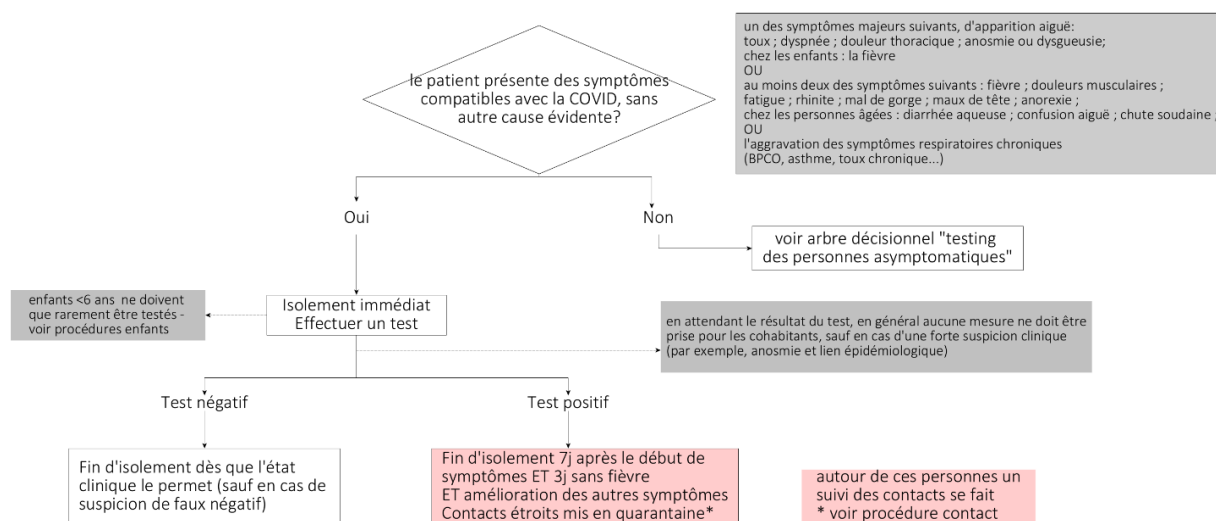 un des symptômes majeurs suivants, d'apparition aiguë:
toux ; dyspnée ; douleur thoracique ; anosmie ou dysgueusie;
chez les enfants : la fièvre
OU
au moins deux des symptômes suivants : fièvre ; douleurs musculaires ;
fatigue ; rhinite ; mal de gorge ; maux de tête ; anorexie ;
chez les personnes âgées : diarrhée aqueuse ; confusion aiguë ; chute soudaine ;
OU
l'aggravation des symptômes respiratoires chroniques
(BPCO, asthme, toux chronique...)
le patient présente des symptômes
compatibles avec la COVID, sans
autre cause évidente?
Oui
Non
voir arbre décisionnel "testing
des personnes asymptomatiques"
enfants <6 ans ne doivent
que rarement être testés -
voir procédures enfants
Isolement immédiat
Effectuer un test
en attendant le résultat du test, en général aucune mesure ne doit être
prise pour les cohabitants, sauf en cas d'une forte suspicion clinique
(par exemple, anosmie et lien épidémiologique)
Test négatif
Test positif
Fin d'isolement dès que l'état
clinique le permet (sauf en cas de
suspicion de faux négatif)
Fin d'isolement 7j après le début de
symptômes ET 3j sans fièvre
ET amélioration des autres symptômes
Contacts étroits mis en quarantaine*
autour de ces personnes un
suivi des contacts se fait
* voir procédure contact